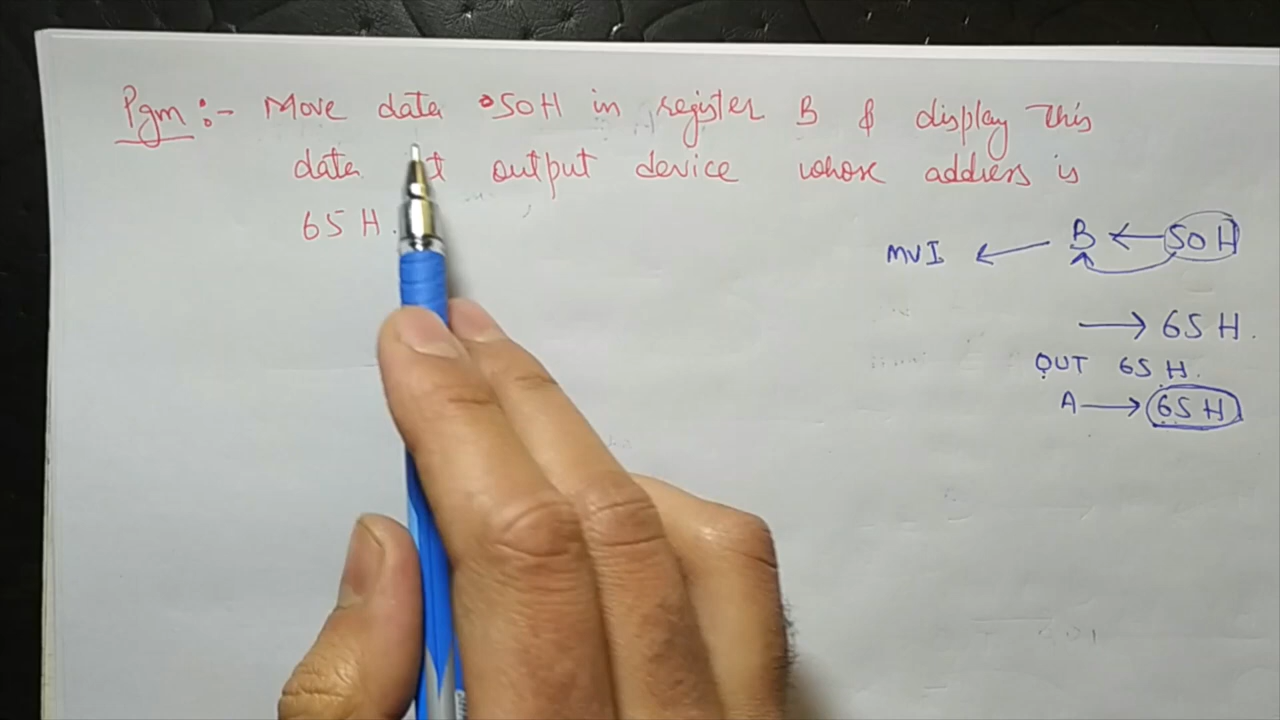 Pgm :- Move data 50H in register B & display this
data t output device whose address is
65 H.
MVI ← B ← 50 H
→ 65 H.
OUT 65 H.
A → 65 H